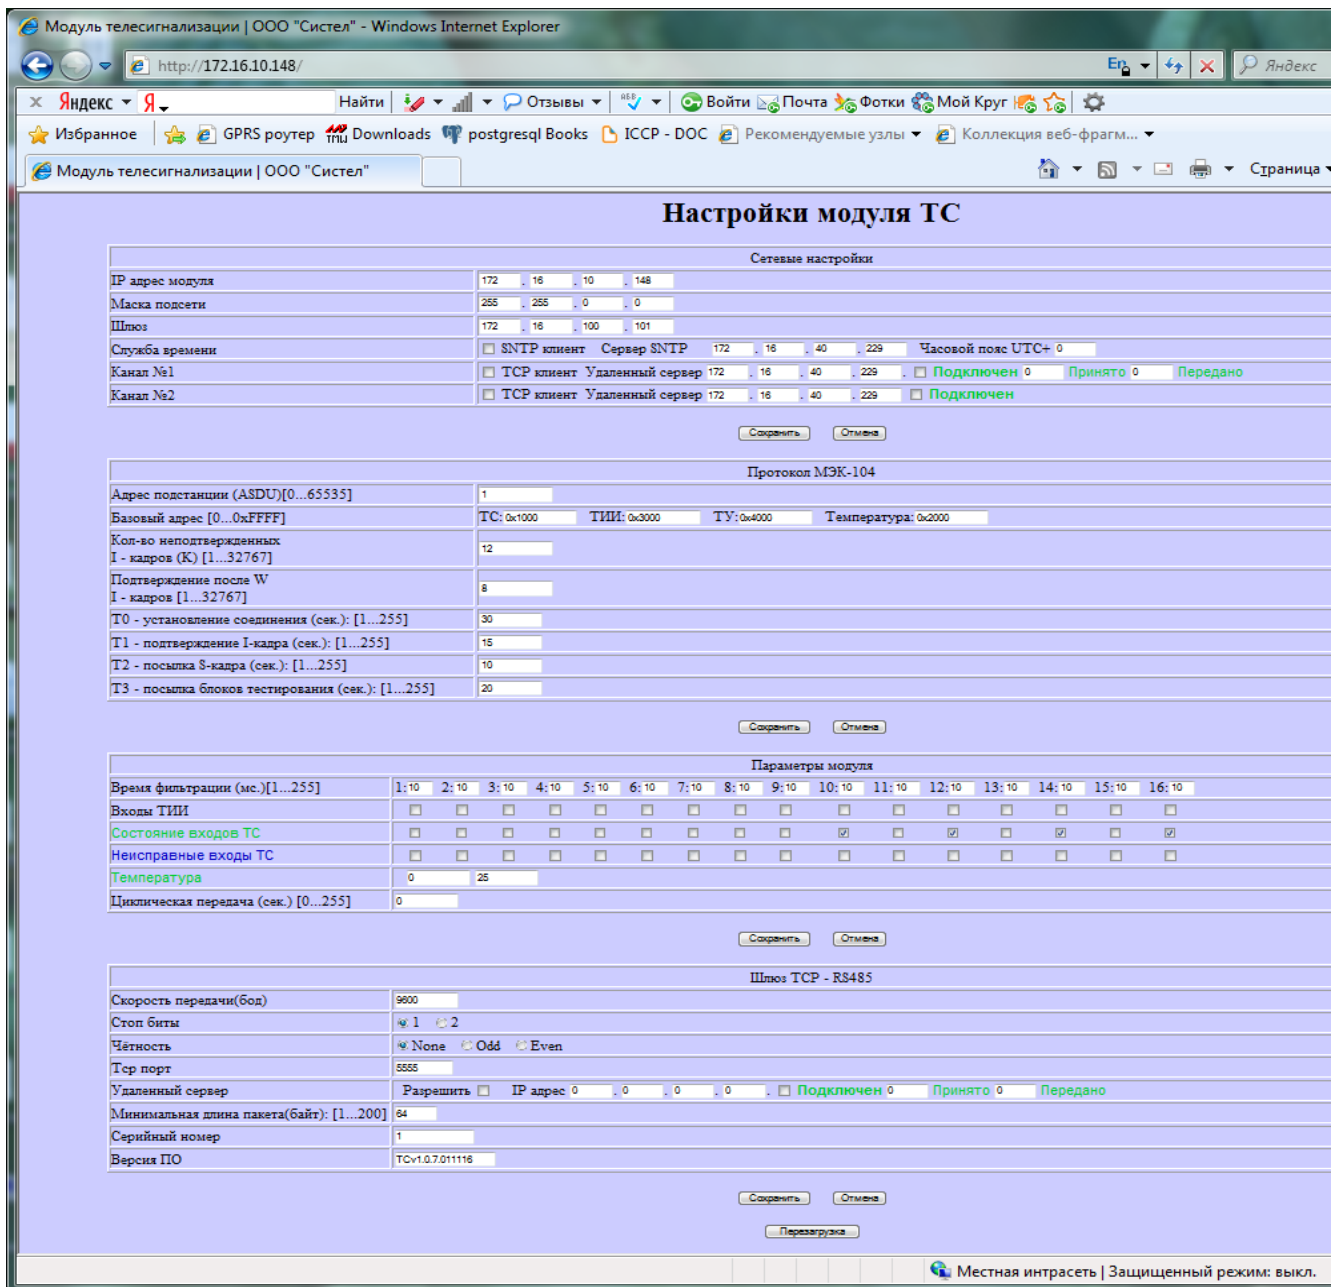 Модуль телесигнализации | ООО "Систел" - Windows Internet Explorer
http://172.16.10.148/ En Яндекс
Яндекс Я Найти Отзывы АБВ Войти Почта Фотки Мой Круг
Избранное GPRS роутер Downloads postgresql Books ICCP - DOC Рекомендуемые узлы Коллекция веб-фрагм...
Модуль телесигнализации | ООО "Систел" Страница
Настройки модуля ТС
Сетевые настройки
IP адрес модуля 172 . 16 . 10 . 148
Маска подсети 255 . 255 . 0 . 0
Шлюз 172 . 16 . 100 . 101
Служба времени SNTP клиент Сервер SNTP 172 . 16 . 40 . 229 Часовой пояс UTC+ 0
Канал №1 TCP клиент Удаленный сервер 172 . 16 . 40 . 229 . Подключен 0 Принято 0 Передано
Канал №2 TCP клиент Удаленный сервер 172 . 16 . 40 . 229 Подключен
Сохранить Отмена
Протокол МЭК-104
Адрес подстанции (ASDU)[0...65535] 1
Базовый адрес [0...0xFFFF] ТС: 0x1000 ТИИ: 0x3000 ТУ: 0x4000 Температура: 0x2000
Кол-во неподтвержденных
I - кадров (К) [1...32767] 12
Подтверждение после W
I - кадров [1...32767] 8
Т0 - установление соединения (сек.): [1...255] 30
Т1 - подтверждение I-кадра (сек.): [1...255] 15
Т2 - посылка S-кадра (сек.): [1...255] 10
Т3 - посылка блоков тестирования (сек.): [1...255] 20
Сохранить Отмена
Параметры модуля
Время фильтрации (мс.)[1...255] 1: 10 2: 10 3: 10 4: 10 5: 10 6: 10 7: 10 8: 10 9: 10 10: 10 11: 10 12: 10 13: 10 14: 10 15: 10 16: 10
Входы ТИИ
Состояние входов ТС
Неисправные входы ТС
Температура 0 25
Циклическая передача (сек.) [0...255] 0
Сохранить Отмена
Шлюз TCP - RS485
Скорость передачи(бод) 9600
Стоп биты 1 2
Чётность None Odd Even
Tcp порт 5555
Удаленный сервер Разрешить IP адрес 0 . 0 . 0 . 0 . Подключен 0 Принято 0 Передано
Минимальная длина пакета(байт): [1...200] 64
Серийный номер 1
Версия ПО TCv1.0.7.011116
Сохранить Отмена
Перезагрузка
Местная интрасеть | Защищенный режим: выкл.